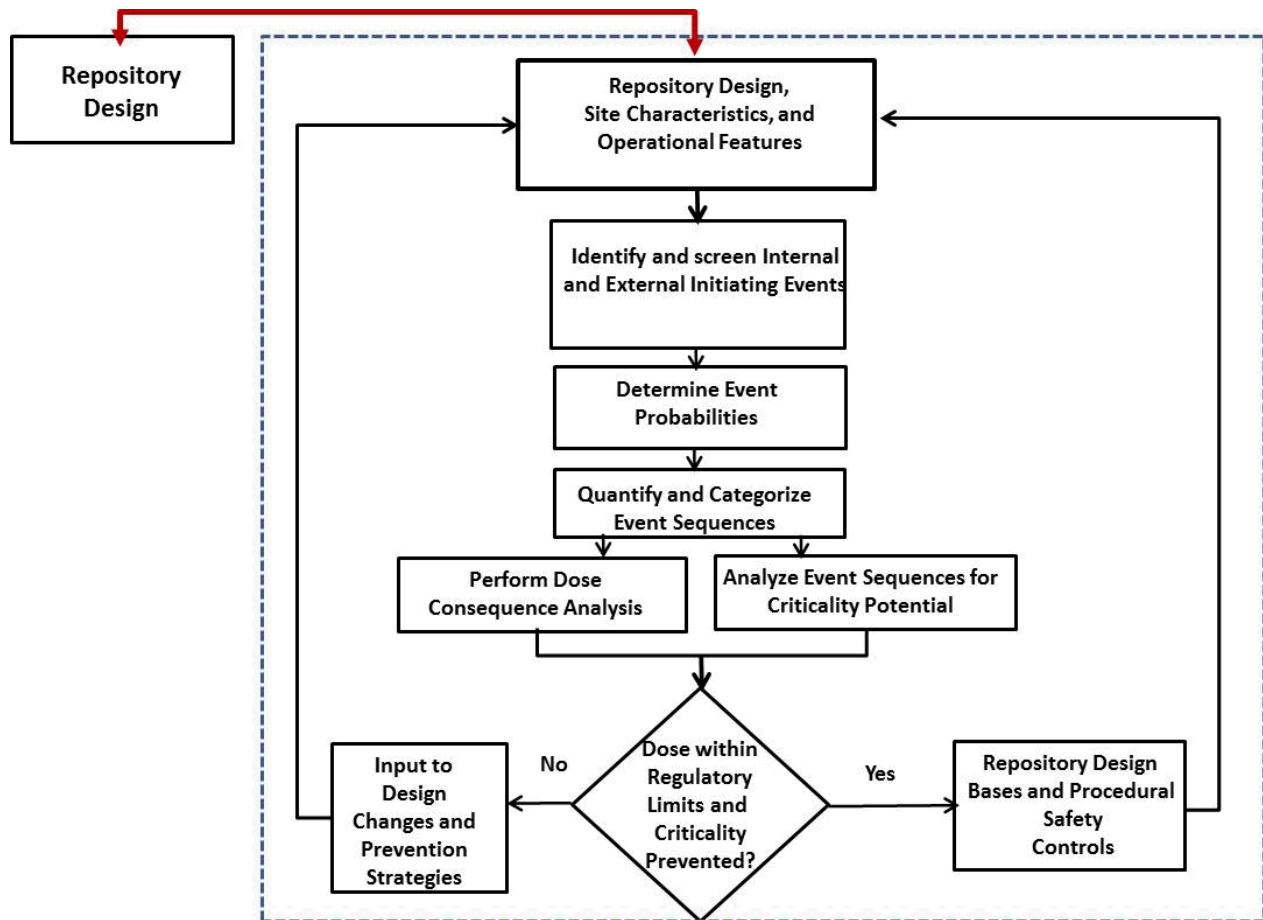 Repository
Design
Repository Design,
Site Characteristics, and
Operational Features
Identify and screen Internal
and External Initiating Events
Determine Event
Probabilities
Quantify and Categorize
Event Sequences
Perform Dose
Consequence Analysis
Analyze Event Sequences for
Criticality Potential
Dose within
Regulatory
Limits and
Criticality
Prevented?
No
Yes
Input to
Design
Changes and
Prevention
Strategies
Repository Design
Bases and Procedural
Safety
Controls